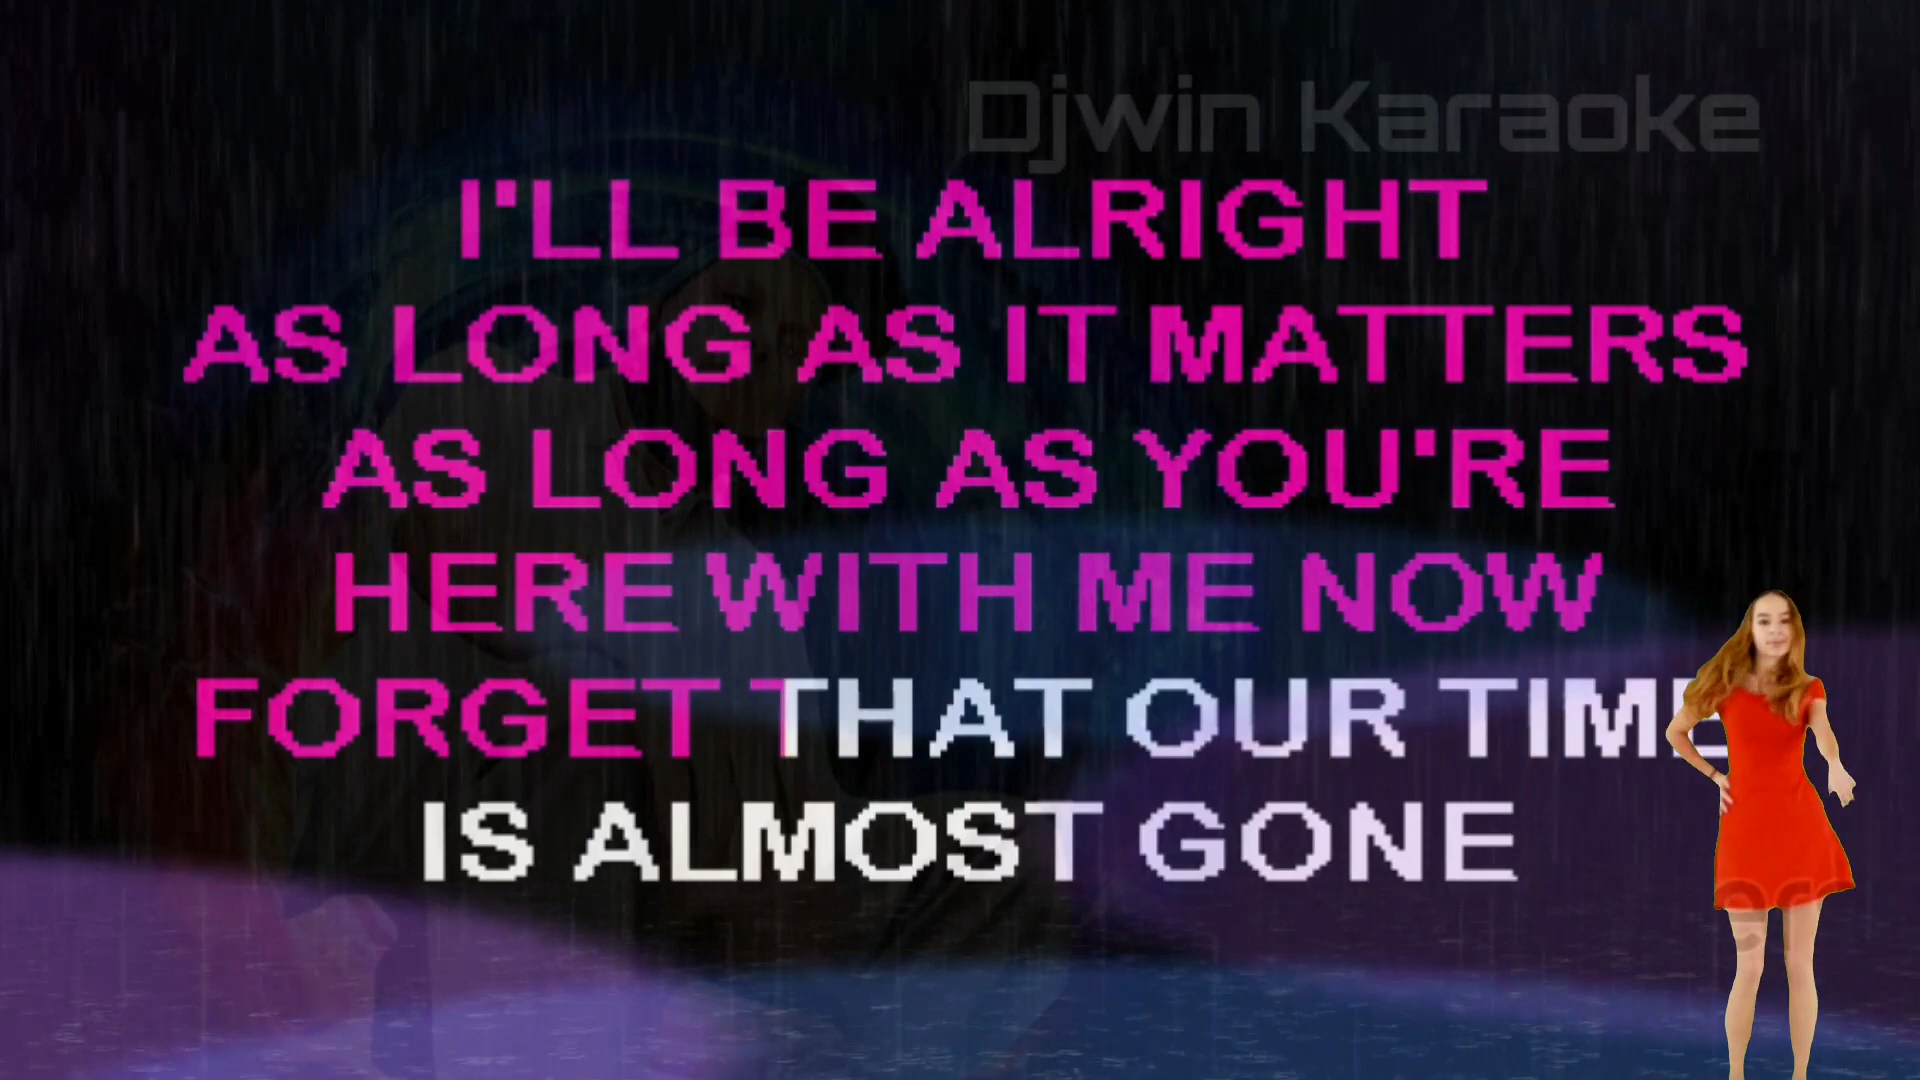 Djwin Karaoke
I'LL BE ALRIGHT
AS LONG AS IT MATTERS
AS LONG AS YOU'RE
HERE WITH ME NOW
FORGET THAT OUR TIME
IS ALMOST GONE